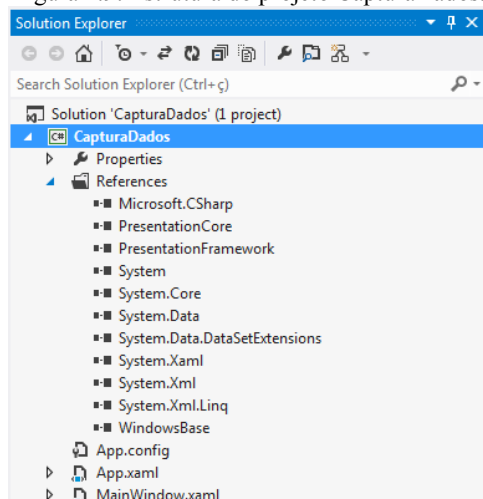 Solution Explorer
Search Solution Explorer (Ctrl+ç)
Solution 'CapturaDados' (1 project)
C# CapturaDados
Properties
References
Microsoft.CSharp
PresentationCore
PresentationFramework
System
System.Core
System.Data
System.Data.DataSetExtensions
System.Xaml
System.Xml
System.Xml.Linq
WindowsBase
App.config
App.xaml
MainWindow.xaml